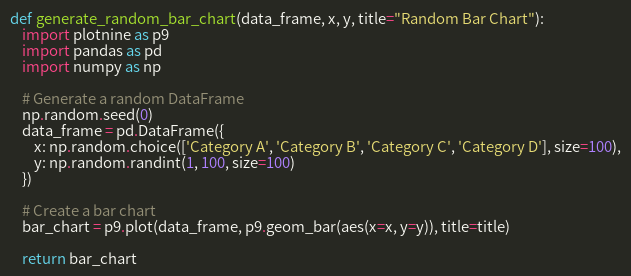 def generate_random_bar_chart(data_frame, x, y, title="Random Bar Chart"):
    import plotnine as p9
    import pandas as pd
    import numpy as np

    # Generate a random DataFrame
    np.random.seed(0)
    data_frame = pd.DataFrame({
        x: np.random.choice(['Category A', 'Category B', 'Category C', 'Category D'], size=100),
        y: np.random.randint(1, 100, size=100)
    })

    # Create a bar chart
    bar_chart = p9.plot(data_frame, p9.geom_bar(aes(x=x, y=y)), title=title)

    return bar_chart